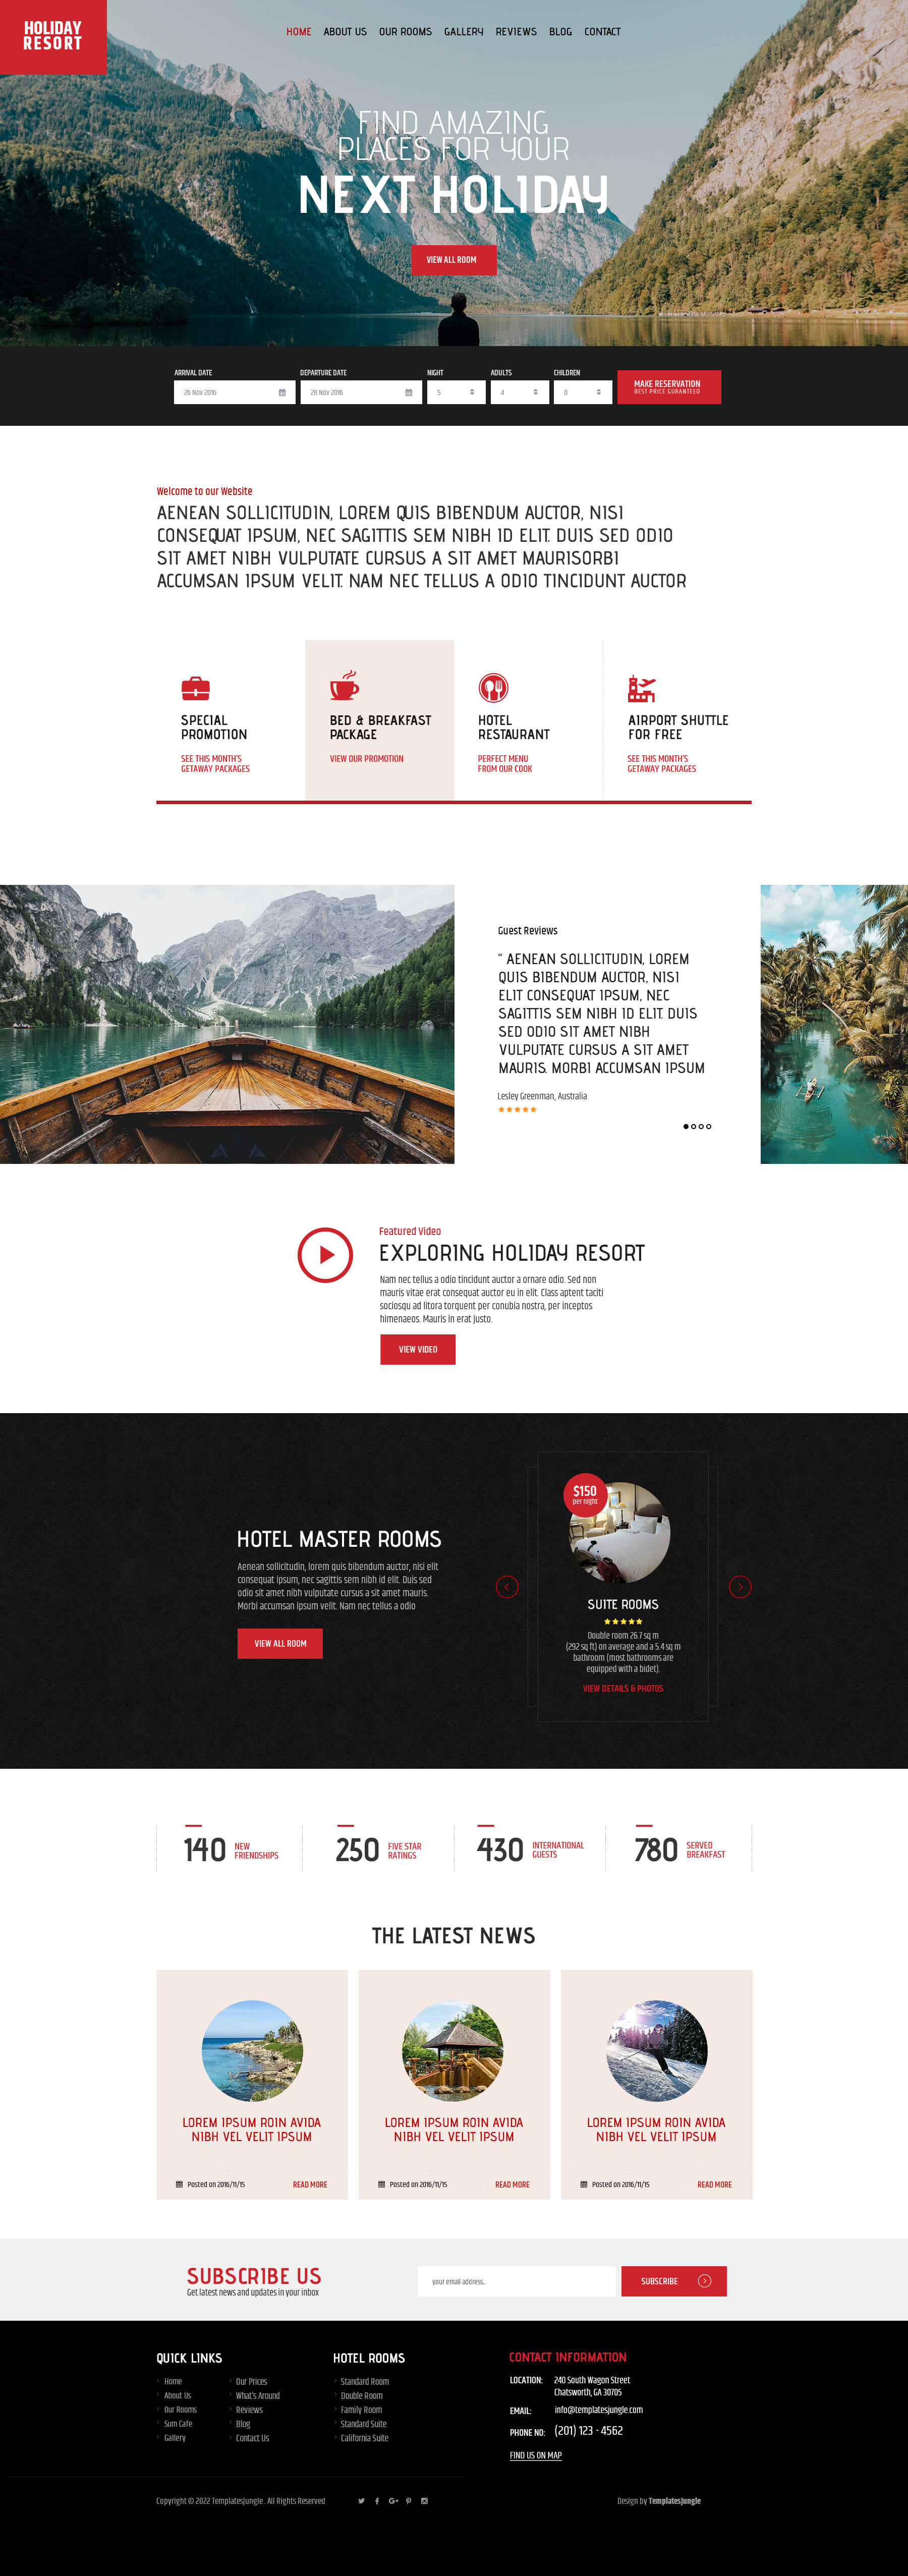 HOLIDAY
RESORT
HOME ABOUT US OUR ROOMS GALLERY REVIEWS BLOG CONTACT
FIND AMAZING
PLACES FOR YOUR
NEXT HOLIDAY
VIEW ALL ROOM
ARRIVAL DATE DEPARTURE DATE NIGHT ADULTS CHILDREN
26 Nov 2016 28 Nov 2016 5 4 0
MAKE RESERVATION
BEST PRICE GURANTEED
Welcome to our Website
AENEAN SOLLICITUDIN, LOREM QUIS BIBENDUM AUCTOR, NISI
CONSEQUAT IPSUM, NEC SAGITTIS SEM NIBH ID ELIT. DUIS SED ODIO
SIT AMET NIBH VULPUTATE CURSUS A SIT AMET MAURISORBI
ACCUMSAN IPSUM VELIT. NAM NEC TELLUS A ODIO TINCIDUNT AUCTOR
SPECIAL
PROMOTION
SEE THIS MONTH'S
GETAWAY PACKAGES
BED & BREAKFAST
PACKAGE
VIEW OUR PROMOTION
HOTEL
RESTAURANT
PERFECT MENU
FROM OUR COOK
AIRPORT SHUTTLE
FOR FREE
SEE THIS MONTH'S
GETAWAY PACKAGES
Guest Reviews
“ AENEAN SOLLICITUDIN, LOREM
QUIS BIBENDUM AUCTOR, NISI
ELIT CONSEQUAT IPSUM, NEC
SAGITTIS SEM NIBH ID ELIT. DUIS
SED ODIO SIT AMET NIBH
VULPUTATE CURSUS A SIT AMET
MAURIS. MORBI ACCUMSAN IPSUM
Lesley Greenman, Australia
Featured Video
EXPLORING HOLIDAY RESORT
Nam nec tellus a odio tincidunt auctor a ornare odio. Sed non
mauris vitae erat consequat auctor eu in elit. Class aptent taciti
sociosqu ad litora torquent per conubia nostra, per inceptos
himenaeos. Mauris in erat justo.
VIEW VIDEO
HOTEL MASTER ROOMS
Aenean sollicitudin, lorem quis bibendum auctor, nisi elit
consequat ipsum, nec sagittis sem nibh id elit. Duis sed
odio sit amet nibh vulputate cursus a sit amet mauris.
Morbi accumsan ipsum velit. Nam nec tellus a odio
VIEW ALL ROOM
$150
per night
SUITE ROOMS
Double room 26.7 sq m
(292 sq ft) on average and a 5.4 sq m
bathroom (most bathrooms are
equipped with a bidet).
VIEW DETAILS & PHOTOS
140 NEW
FRIENDSHIPS
250 FIVE STAR
RATINGS
430 INTERNATIONAL
GUESTS
780 SERVED
BREAKFAST
THE LATEST NEWS
LOREM IPSUM ROIN AVIDA
NIBH VEL VELIT IPSUM
Posted on 2016/11/15 READ MORE
LOREM IPSUM ROIN AVIDA
NIBH VEL VELIT IPSUM
Posted on 2016/11/15 READ MORE
LOREM IPSUM ROIN AVIDA
NIBH VEL VELIT IPSUM
Posted on 2016/11/15 READ MORE
SUBSCRIBE US
Get latest news and updates in your inbox
your email address..
SUBSCRIBE
QUICK LINKS
Home
About Us
Our Rooms
Sum Cafe
Gallery
Our Prices
What's Around
Reviews
Blog
Contact Us
HOTEL ROOMS
Standard Room
Double Room
Family Room
Standard Suite
California Suite
CONTACT INFORMATION
LOCATION: 240 South Wagon Street
Chatsworth, GA 30705
EMAIL: info@templatesjungle.com
PHONE NO: (201) 123 - 4562
FIND US ON MAP
Copyright © 2022 TemplatesJungle . All Rights Reserved
Design by TemplatesJungle